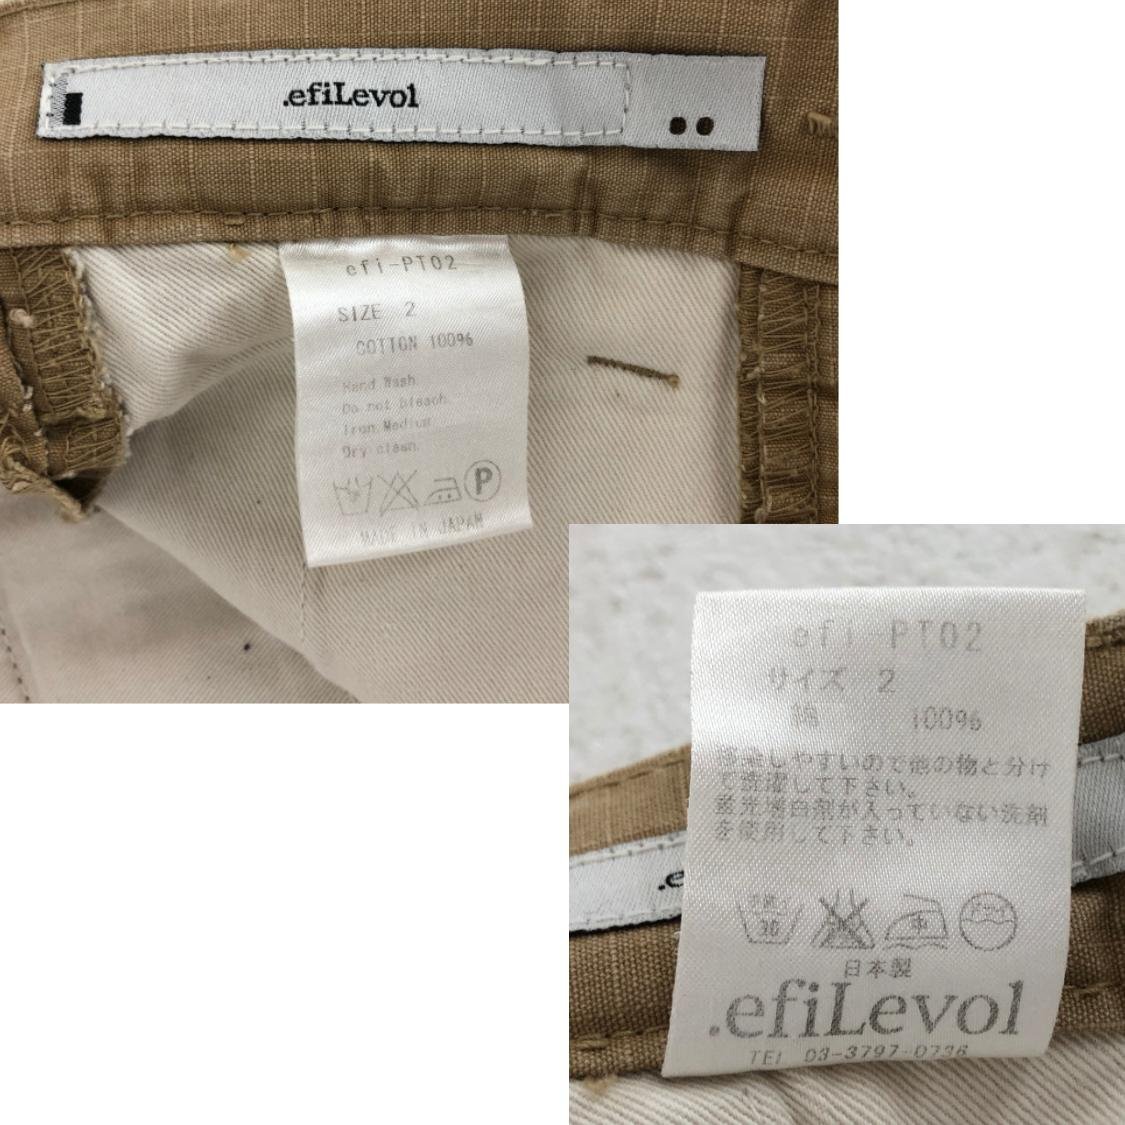 .efiLevol
efi-PT02
SIZE 2
COTTON 100%
Hand Wash.
Do not bleach.
Iron Medium
Dry clean.
P
MADE IN JAPAN
efi-PT02
サイズ 2
綿 100%
移染しやすいので他の物と分け
て洗濯して下さい。
蛍光増白剤が入っていない洗剤
を使用して下さい。
30 中
日本製
.efiLevol
TEL 03-3797-0736
.e